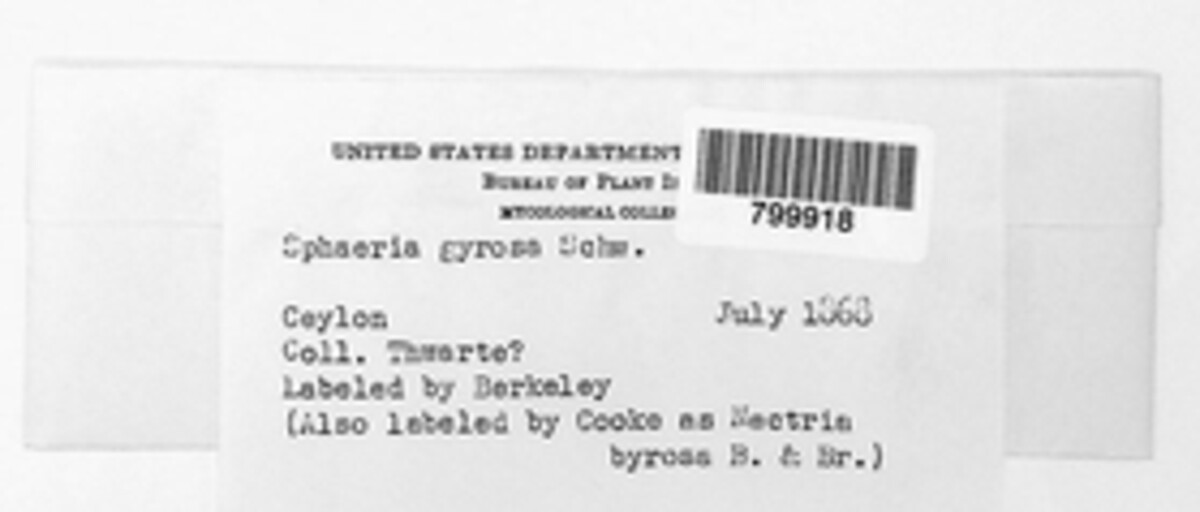 UNITED STATES DEPARTMENT
BUREAU OF PLANT
MYCOLOGICAL
799918
Sphaeria gyrosa Schw.
Ceylon July 1868
Coll. Thwarte?
Labeled by Berkeley
(Also labeled by Cooke as Nectria
byrosa B. & Br.)